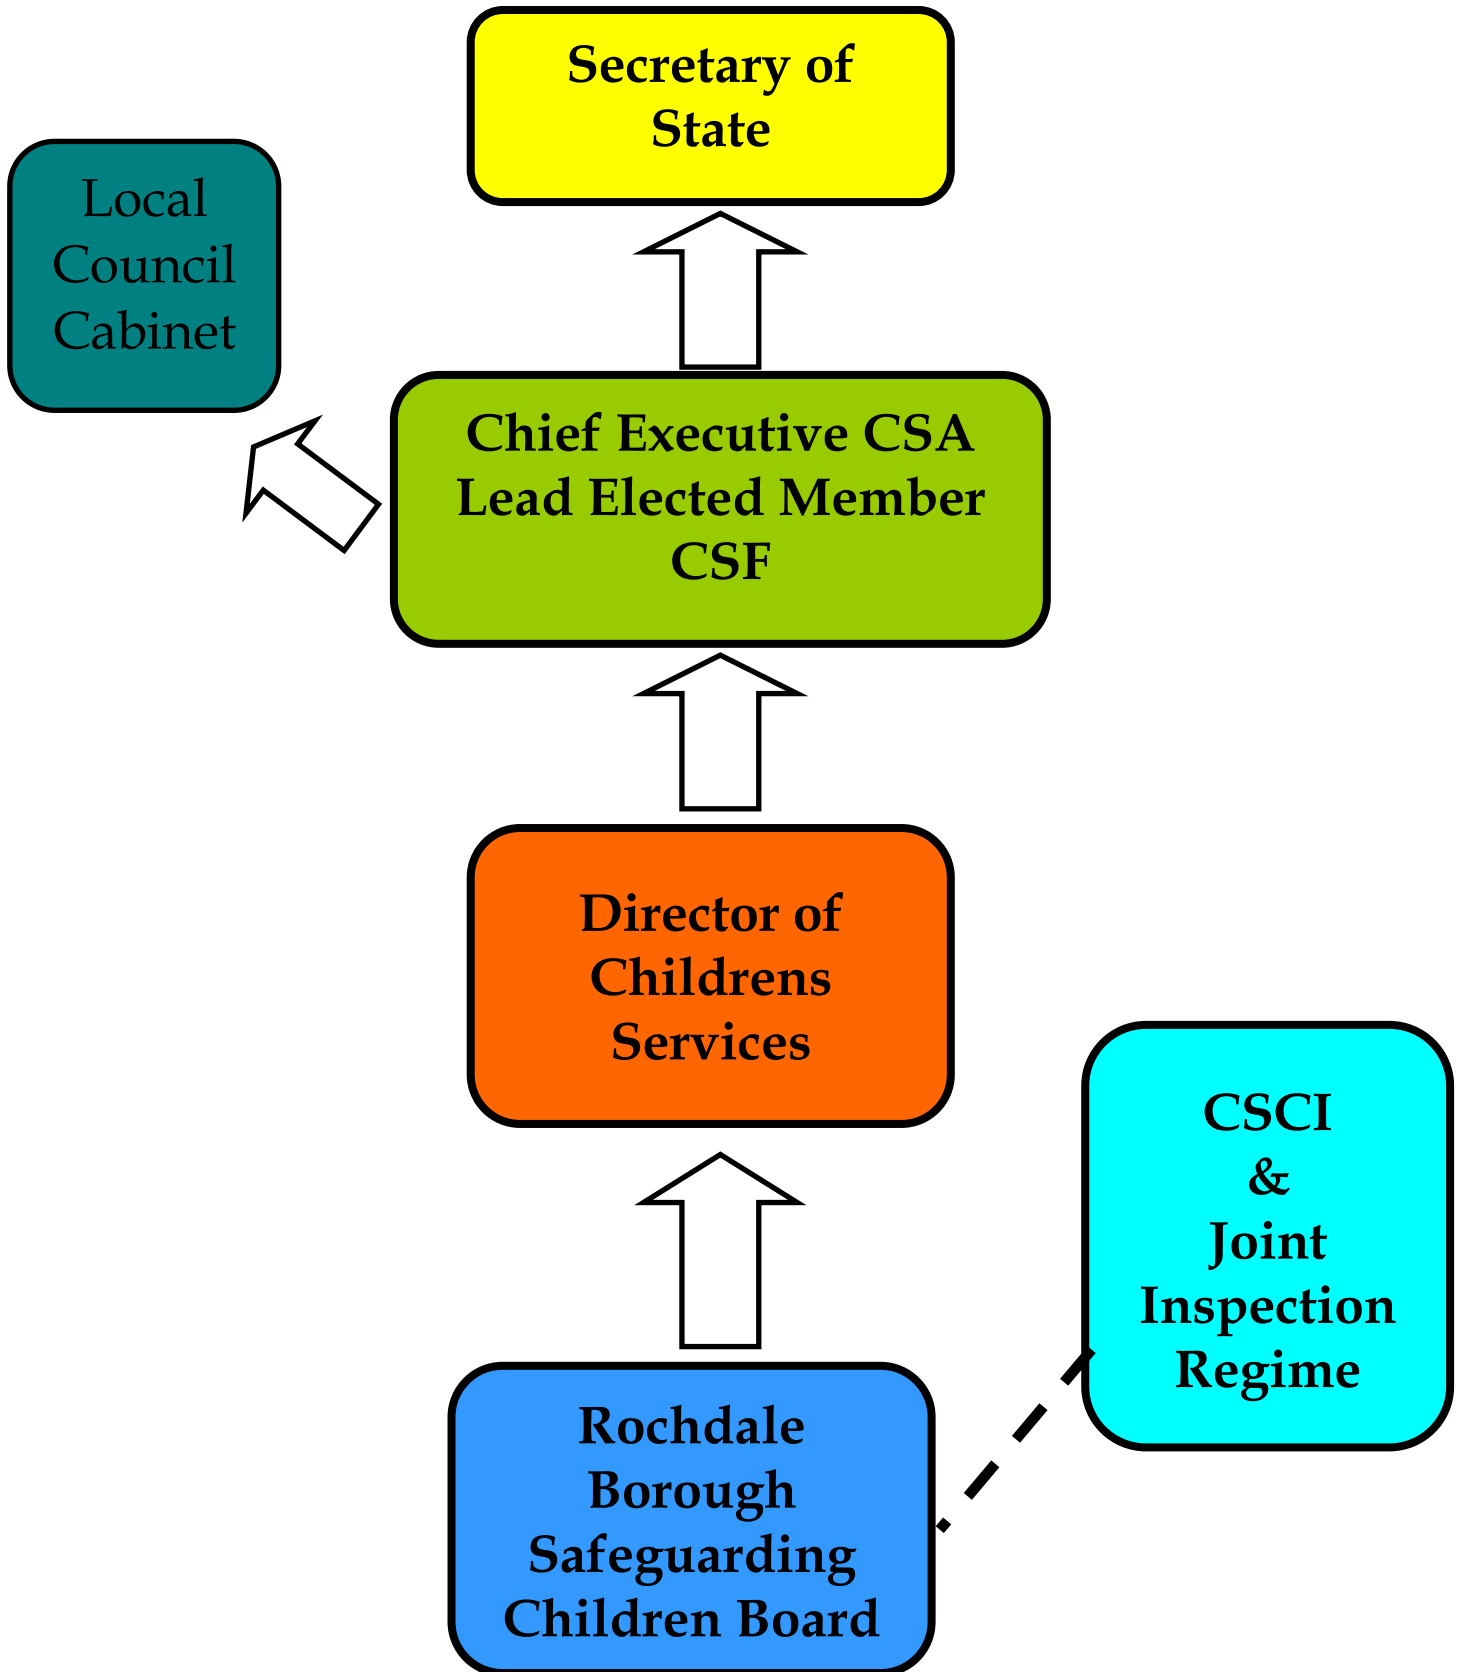 Secretary of
State
Local
Council
Cabinet
Chief Executive CSA
Lead Elected Member
CSF
Director of
Childrens
Services
CSCI
&
Joint
Inspection
Regime
Rochdale
Borough
Safeguarding
Children Board